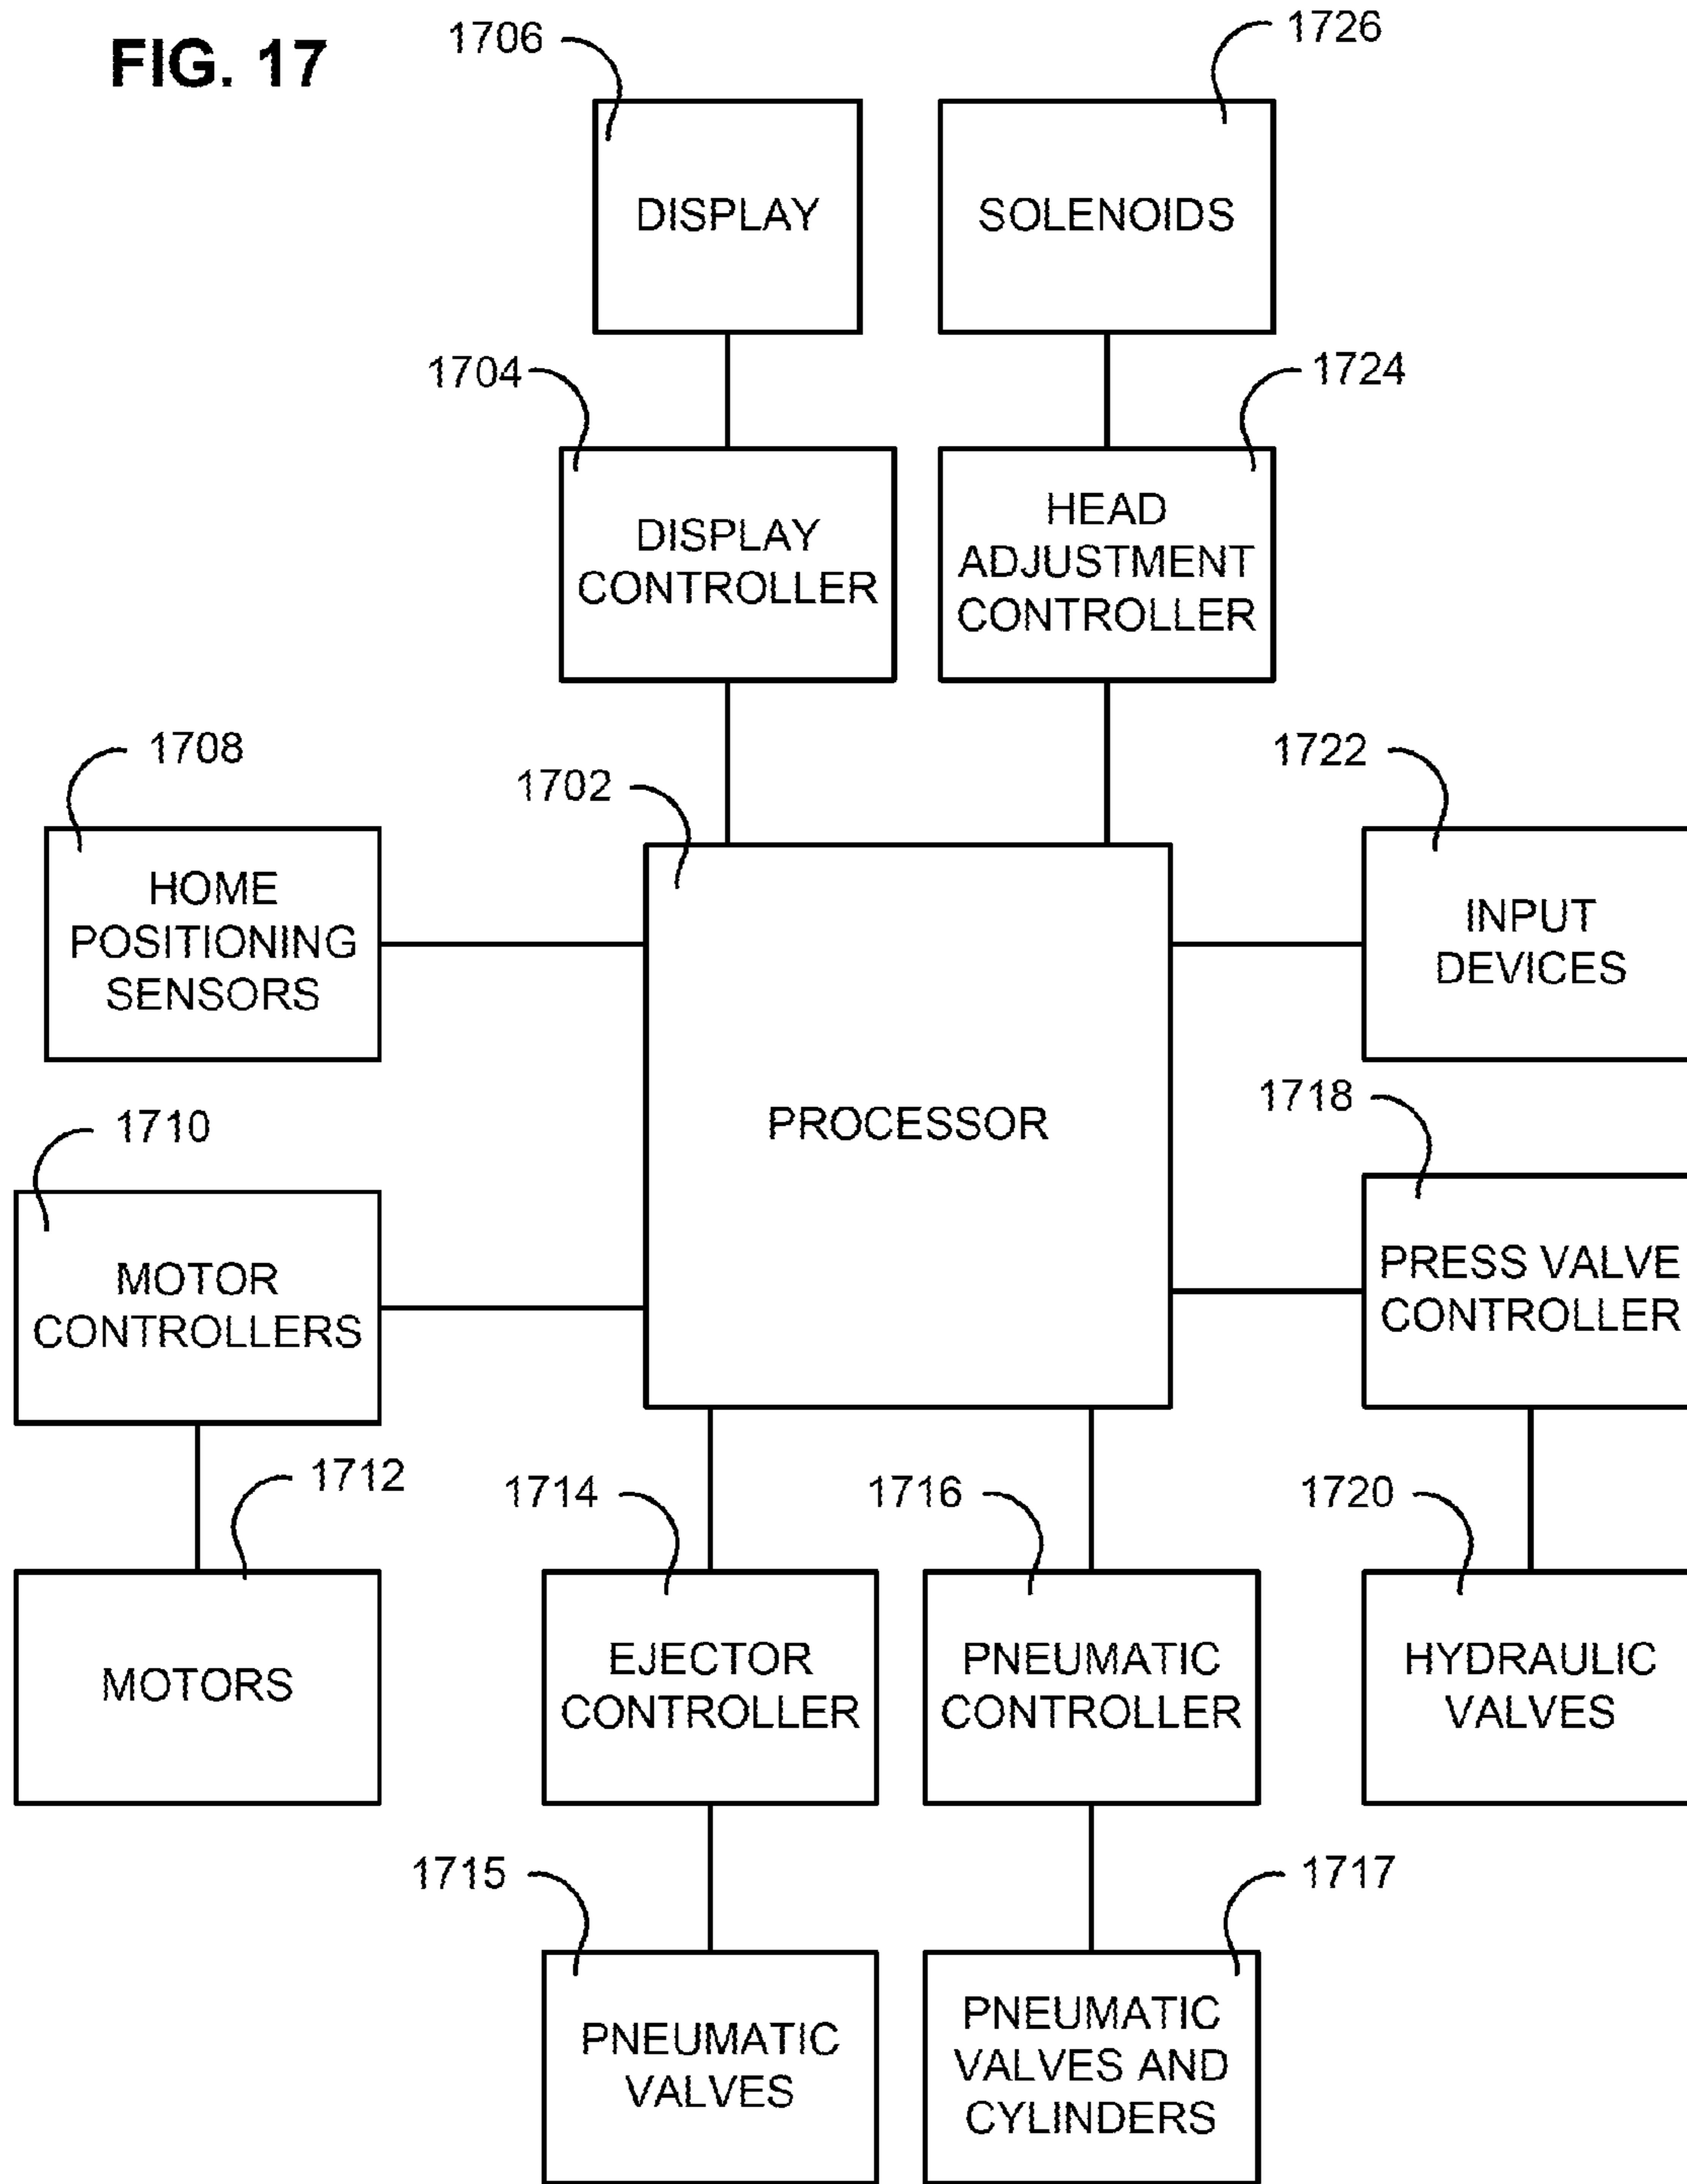 FIG. 17
1706
1726
DISPLAY
SOLENOIDS
1704
1724
DISPLAY
CONTROLLER
HEAD
ADJUSTMENT
CONTROLLER
1708
1702
1722
HOME
POSITIONING
SENSORS
INPUT
DEVICES
PROCESSOR
1710
1718
MOTOR
CONTROLLERS
PRESS VALVE
CONTROLLER
1712
1714
1716
1720
MOTORS
EJECTOR
CONTROLLER
PNEUMATIC
CONTROLLER
HYDRAULIC
VALVES
1715
1717
PNEUMATIC
VALVES
PNEUMATIC
VALVES AND
CYLINDERS